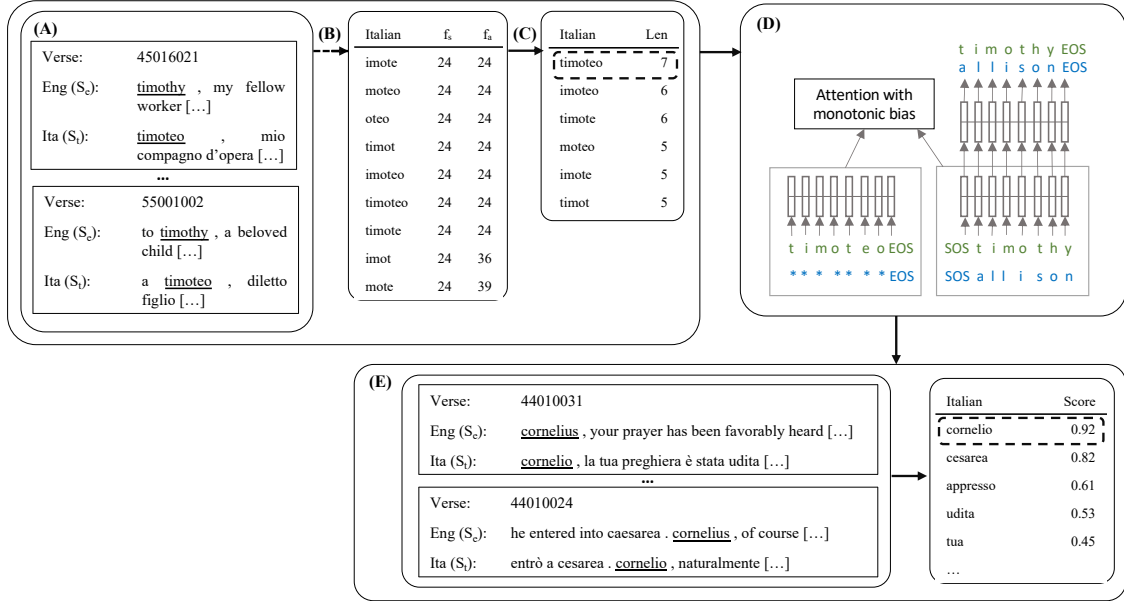 (A)
Verse: 45016021
Eng (Se): timothy , my fellow
worker […]
Ita (St): timoteo , mio
compagno d'opera […]
...
Verse: 55001002
Eng (Se): to timothy , a beloved
child […]
Ita (St): a timoteo , diletto
figlio […]
(B)
Italian fs fa
imote 24 24
moteo 24 24
oteo 24 24
timot 24 24
imoteo 24 24
timoteo 24 24
timote 24 24
imot 24 36
mote 24 39
(C)
Italian Len
timoteo 7
imoteo 6
timote 6
moteo 5
imote 5
timot 5
(D)
t i m o t h y EOS
a l l i s o n EOS
Attention with
monotonic bias
t i m o t e o EOS
* * * * * * * EOS
SOS t i m o t h y
SOS a l l i s o n
(E)
Verse: 44010031
Eng (Se): cornelius , your prayer has been favorably heard […]
Ita (St): cornelio , la tua preghiera è stata udita […]
...
Verse: 44010024
Eng (Se): he entered into caesarea . cornelius , of course […]
Ita (St): entrò a cesarea . cornelio , naturalmente […]
Italian Score
cornelio 0.92
cesarea 0.82
appresso 0.61
udita 0.53
tua 0.45
…